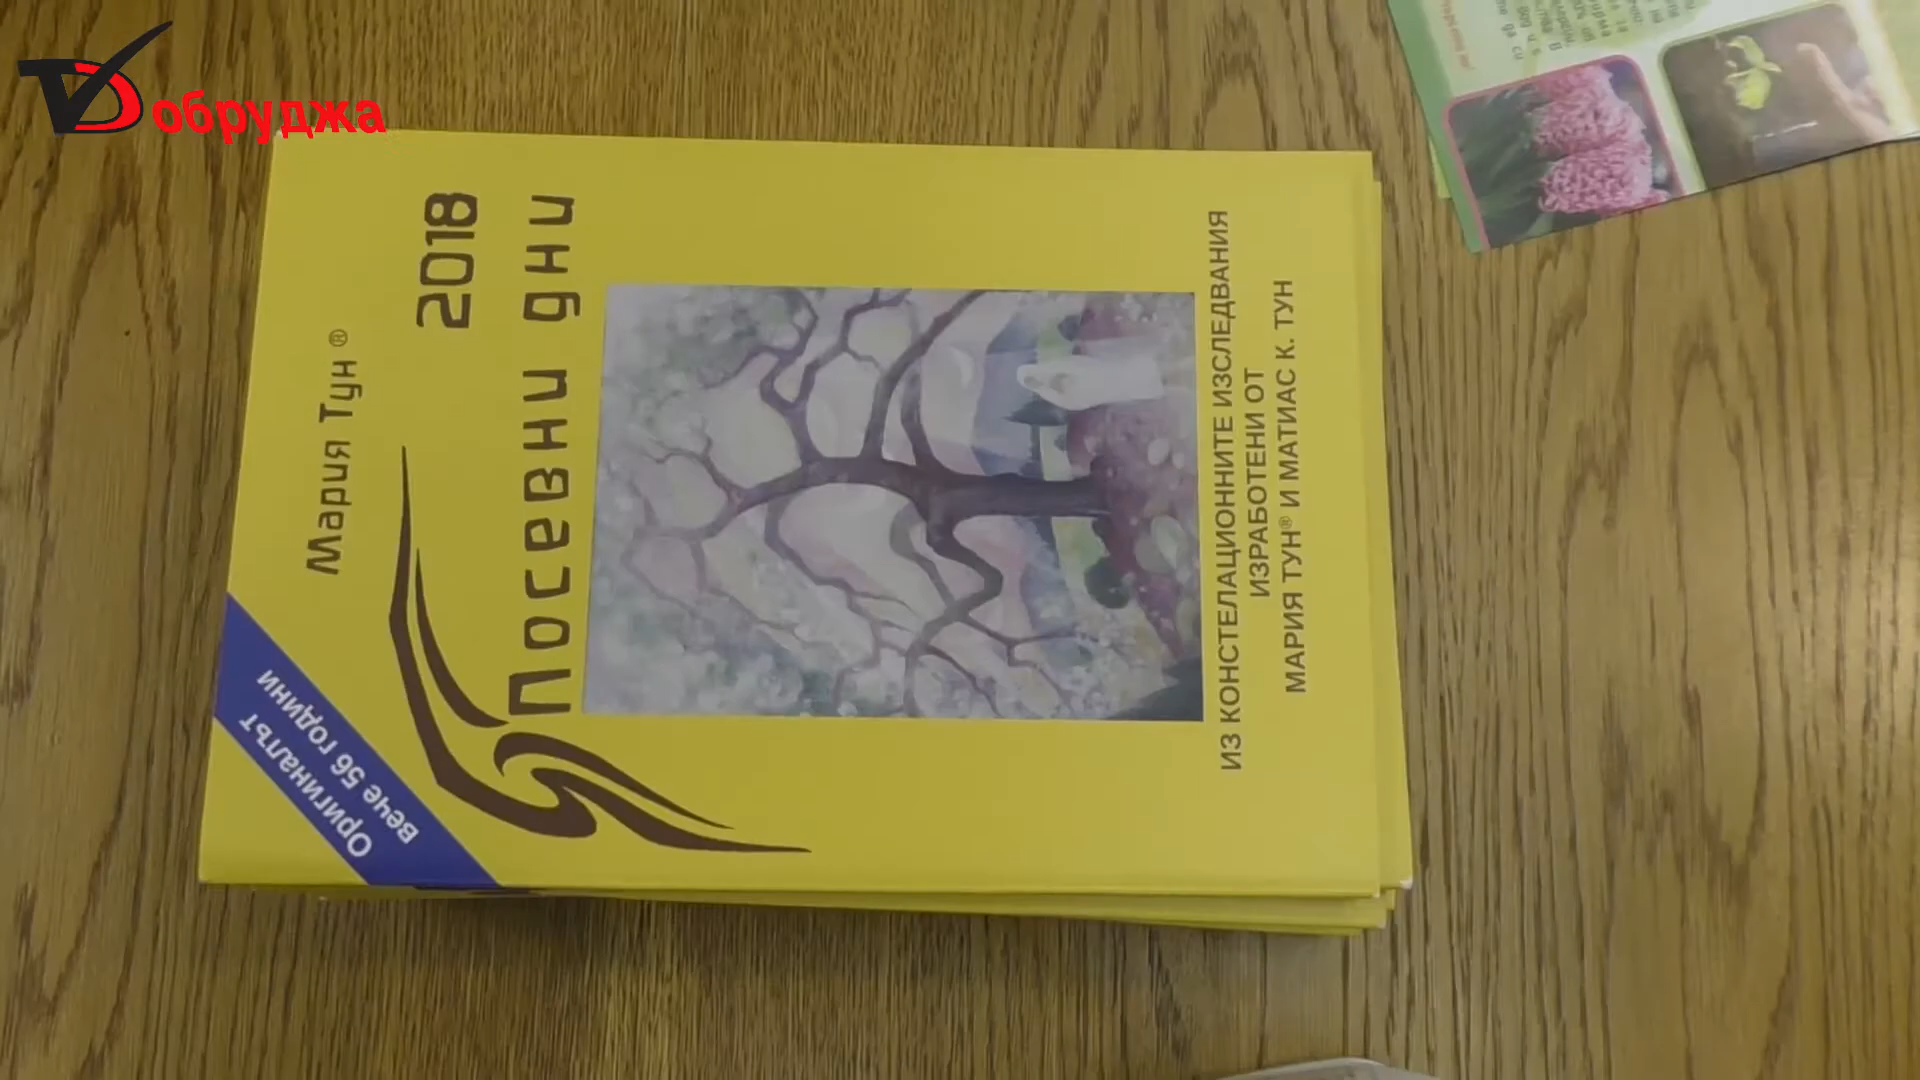 TV Добруджа
Мария Тун ®
2018
Посевни дни
Оригиналът
вече 56 години
ИЗ КОНСТЕЛАЦИОННИТЕ ИЗСЛЕДВАНИЯ
ИЗРАБОТЕНИ ОТ
МАРИЯ ТУН® И МАТИАС К. ТУН